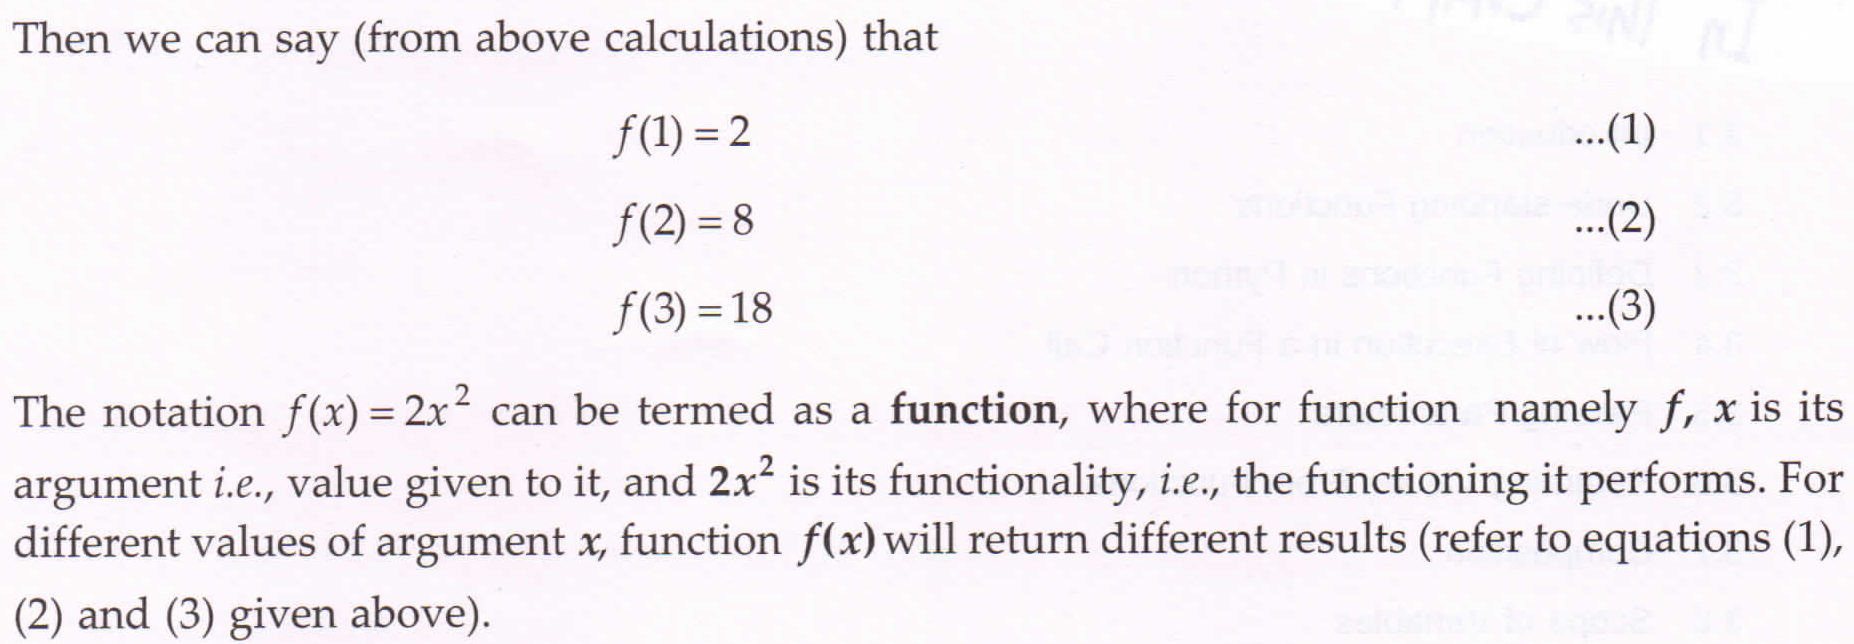 Then we can say (from above calculations) that
f(1) = 2 ...(1)
f(2) = 8 ...(2)
f(3) = 18 ...(3)
The notation f(x) = 2x² can be termed as a function, where for function namely f, x is its
argument i.e., value given to it, and 2x² is its functionality, i.e., the functioning it performs. For
different values of argument x, function f(x) will return different results (refer to equations (1),
(2) and (3) given above).